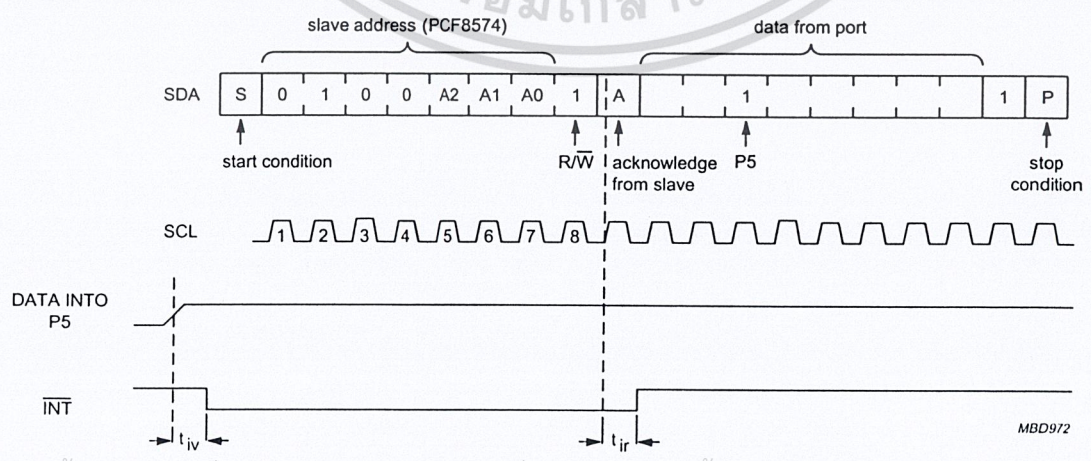 slave address (PCF8574) data from port
SDA S 0 1 0 0 A2 A1 A0 1 A 1 1 P
start condition R/W̅ acknowledge from slave P5 stop condition
SCL 1 2 3 4 5 6 7 8
DATA INTO P5
I̅N̅T̅
t iv t ir
MBD972